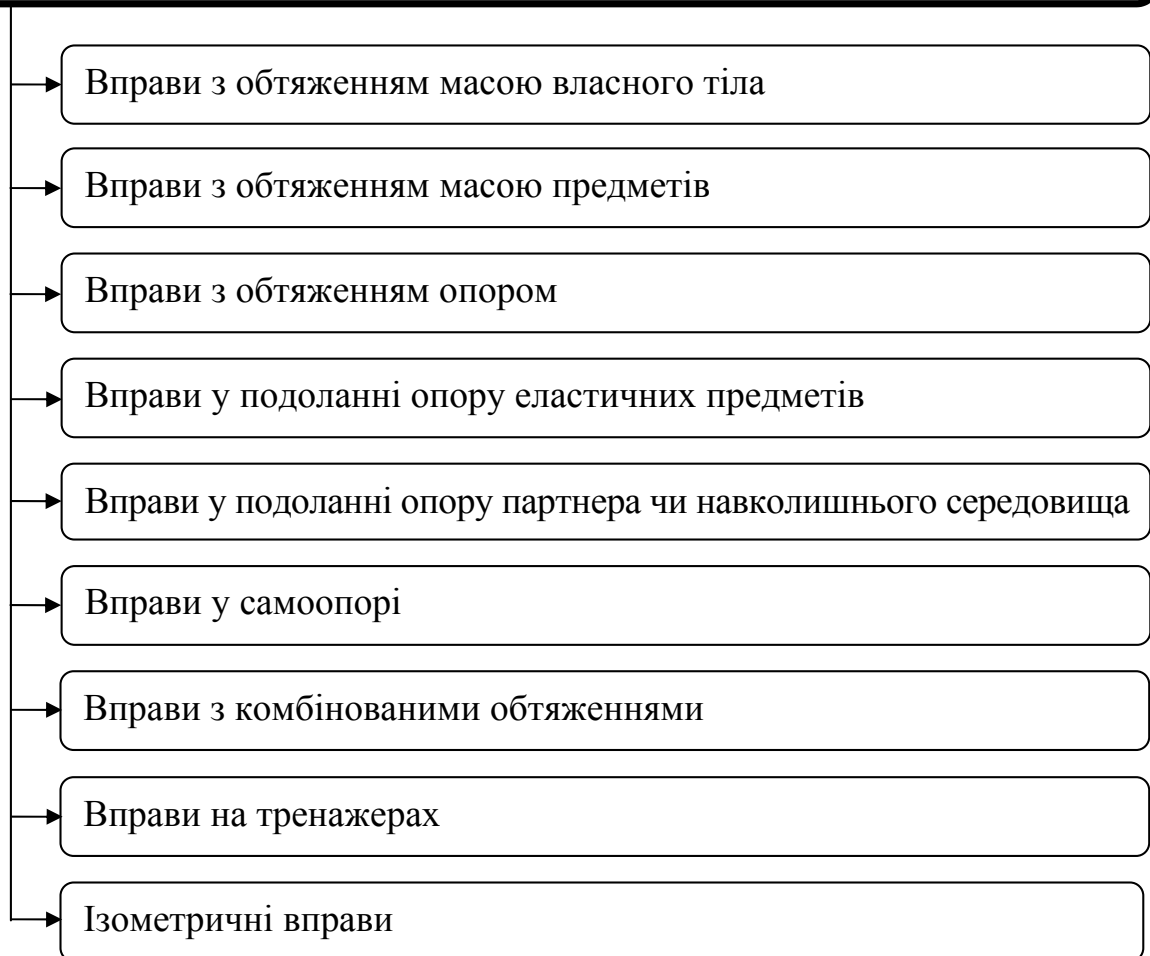 Вправи з обтяженням масою власного тіла
Вправи з обтяженням масою предметів
Вправи з обтяженням опором
Вправи у подоланні опору еластичних предметів
Вправи у подоланні опору партнера чи навколишнього середовища
Вправи у самоопорі
Вправи з комбінованими обтяженнями
Вправи на тренажерах
Ізометричні вправи